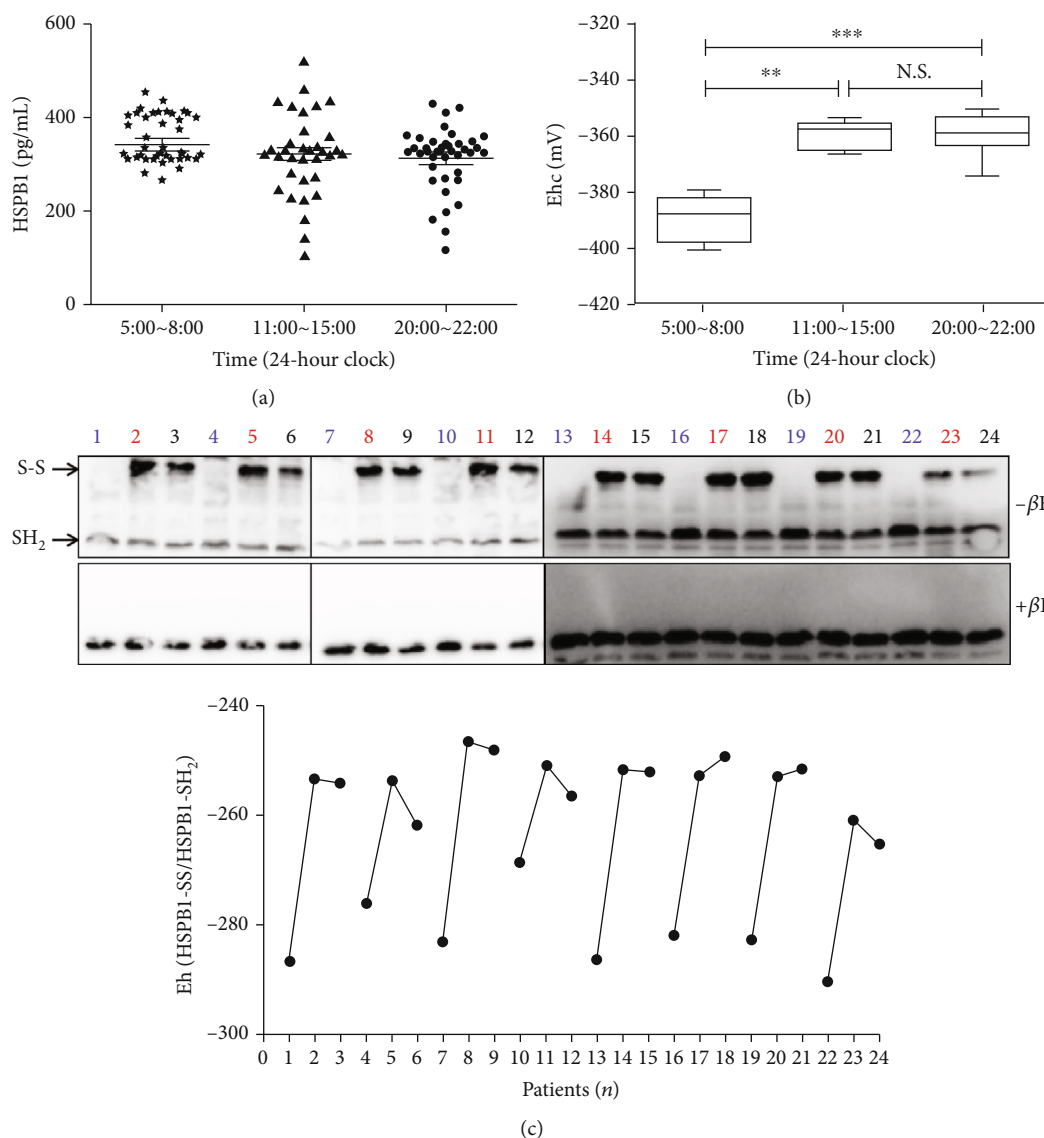 600
400
200
0
HSPB1 (pg/mL)
5:00~8:00 11:00~15:00 20:00~22:00
Time (24-hour clock)
(a)
−320
−340
−360
−380
−400
−420
Ehc (mV)
***
**
N.S.
5:00~8:00 11:00~15:00 20:00~22:00
Time (24-hour clock)
(b)
1 2 3 4 5 6 7 8 9 10 11 12 13 14 15 16 17 18 19 20 21 22 23 24
S-S
SH2
−β
+β
−240
−260
−280
−300
Eh (HSPB1-SS/HSPB1-SH2)
0 1 2 3 4 5 6 7 8 9 10 11 12 13 14 15 16 17 18 19 20 21 22 23 24
Patients (n)
(c)